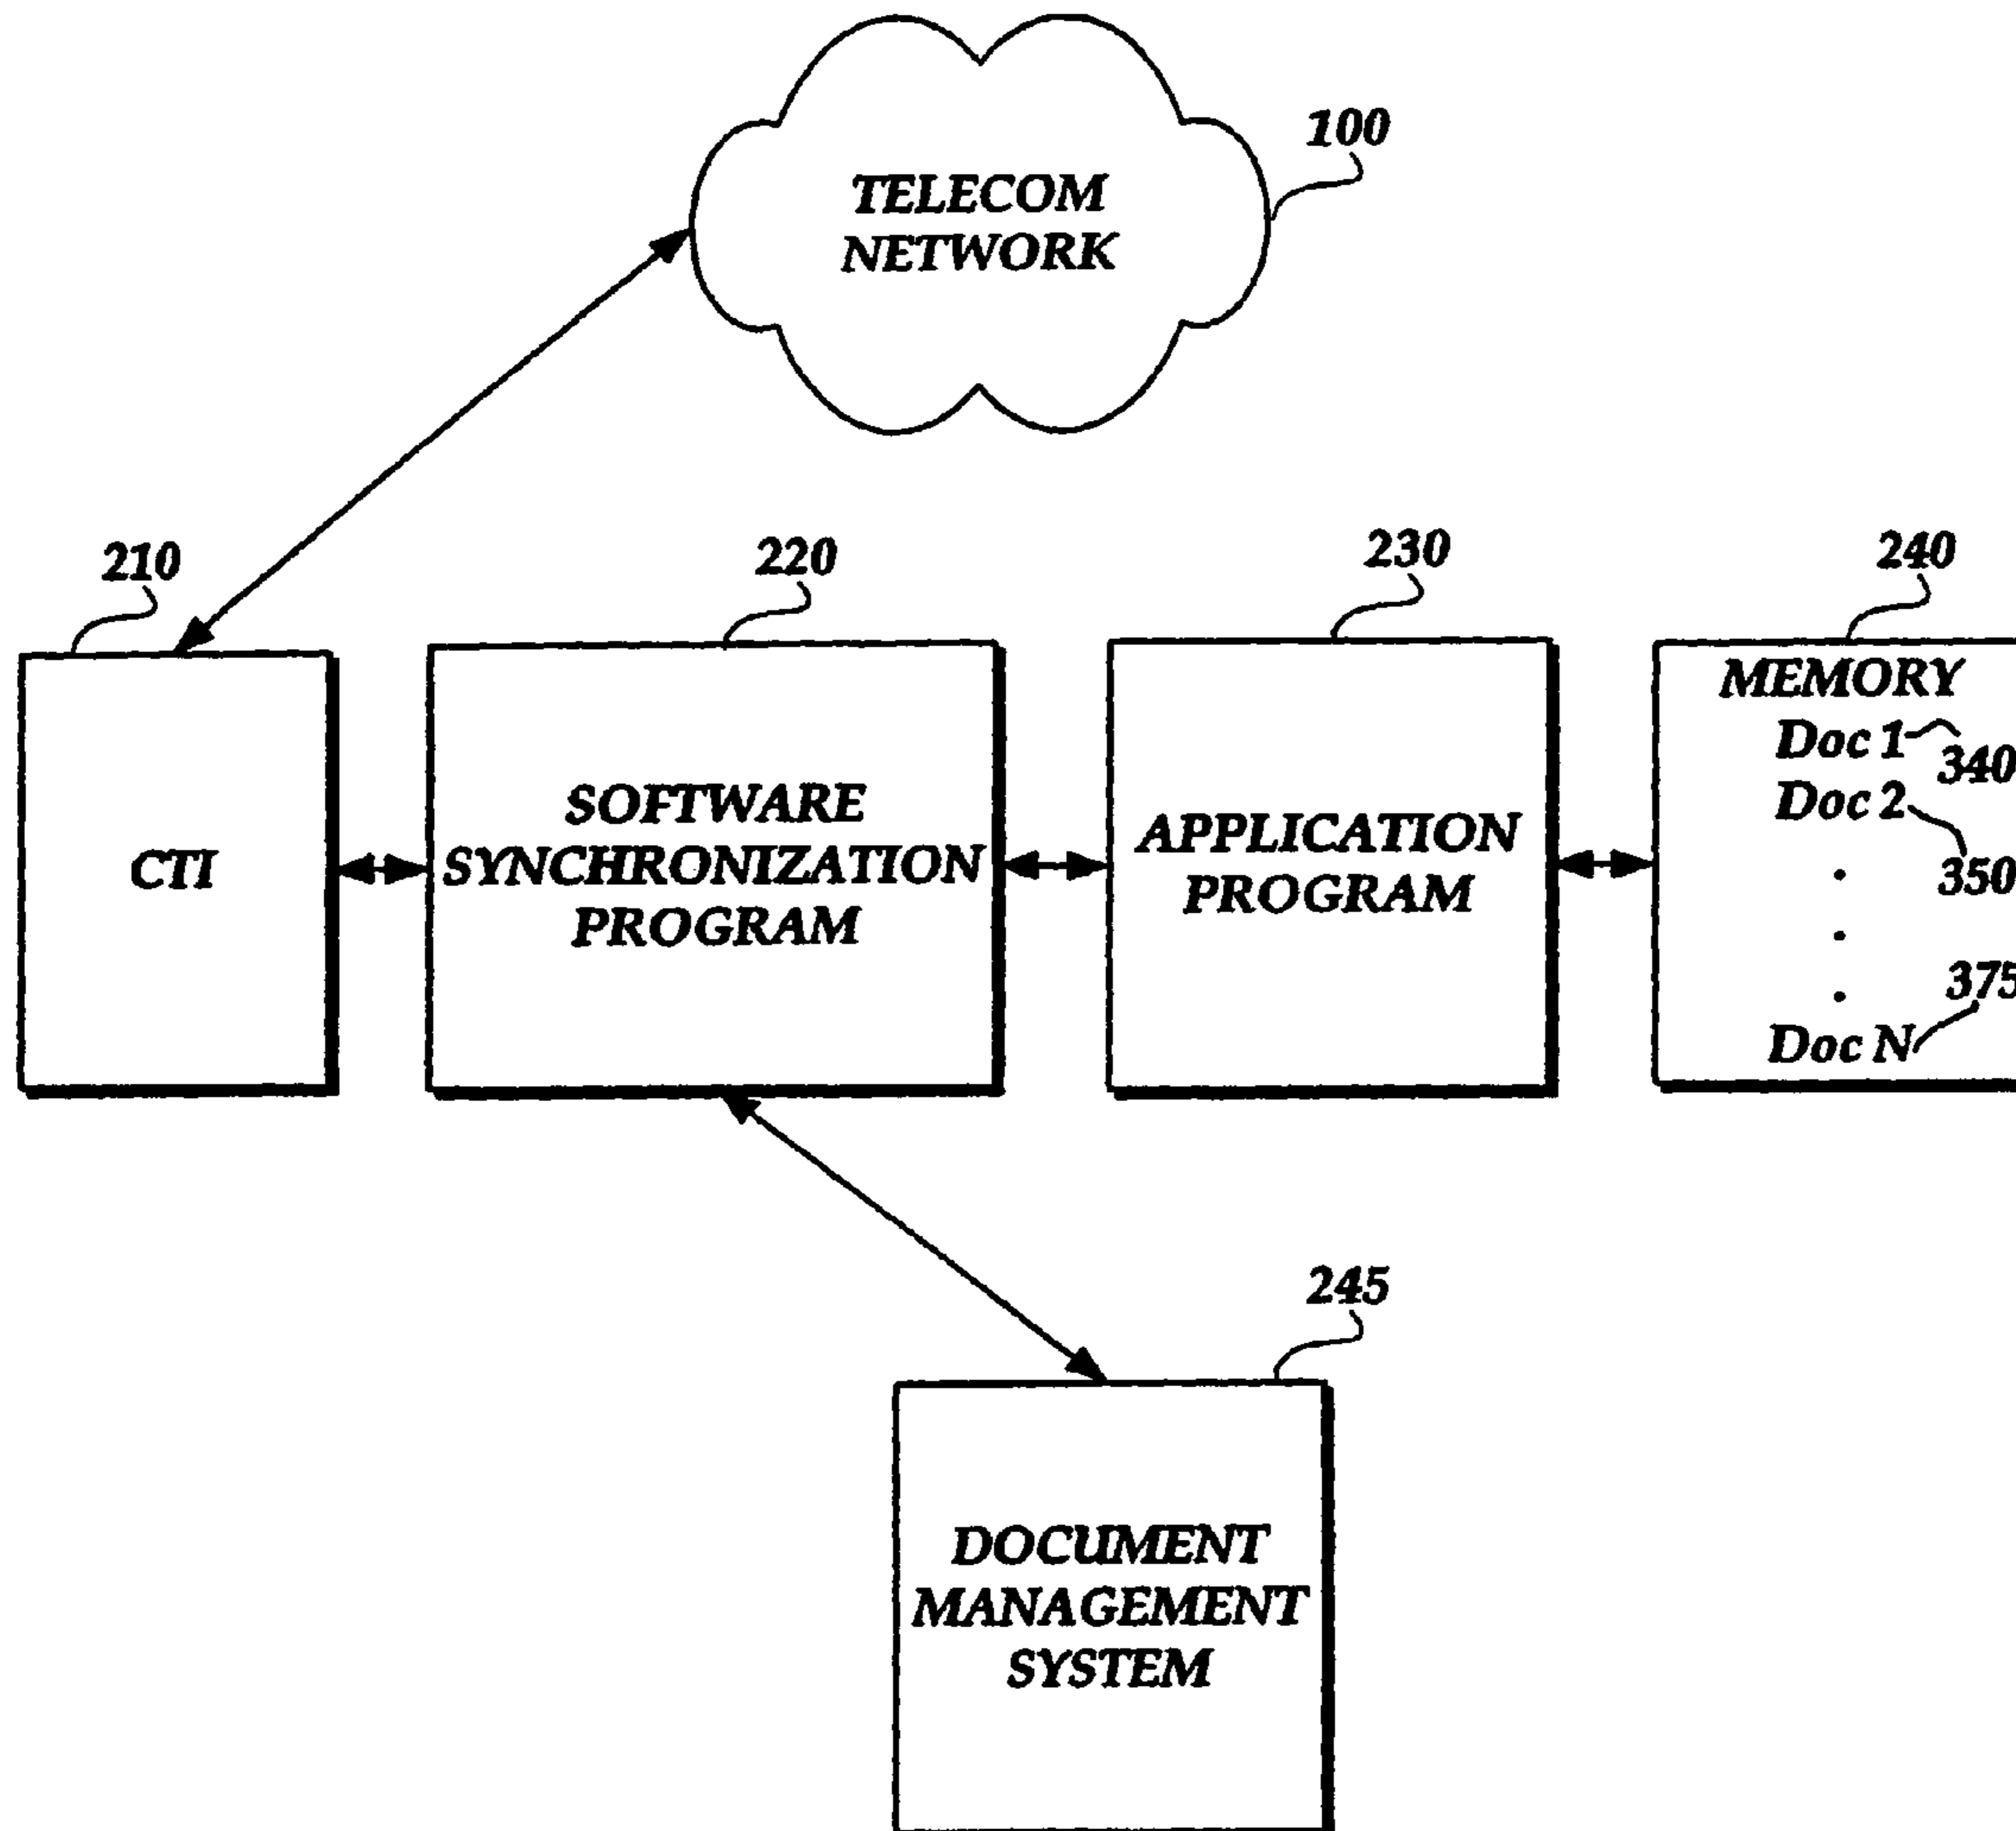 100
TELECOM
NETWORK
210
220
230
240
CTI
SOFTWARE
SYNCHRONIZATION
PROGRAM
APPLICATION
PROGRAM
MEMORY
Doc 1
340
Doc 2
350
.
.
.
375
Doc N
245
DOCUMENT
MANAGEMENT
SYSTEM